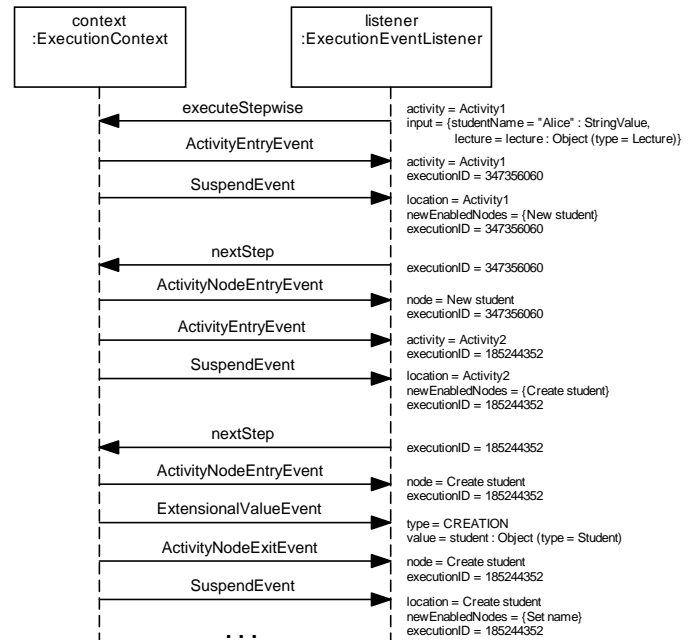 context
:ExecutionContext
listener
:ExecutionEventListener
executeStepwise
activity = Activity1
input = {studentName = "Alice" : StringValue,
lecture = lecture : Object (type = Lecture)}
ActivityEntryEvent
activity = Activity1
executionID = 347356060
SuspendEvent
location = Activity1
newEnabledNodes = {New student}
executionID = 347356060
nextStep
executionID = 347356060
ActivityNodeEntryEvent
node = New student
executionID = 347356060
ActivityEntryEvent
activity = Activity2
executionID = 185244352
SuspendEvent
location = Activity2
newEnabledNodes = {Create student}
executionID = 185244352
nextStep
executionID = 185244352
ActivityNodeEntryEvent
node = Create student
executionID = 185244352
ExtensionalValueEvent
type = CREATION
value = student : Object (type = Student)
ActivityNodeExitEvent
node = Create student
executionID = 185244352
SuspendEvent
location = Create student
newEnabledNodes = {Set name}
executionID = 185244352
...